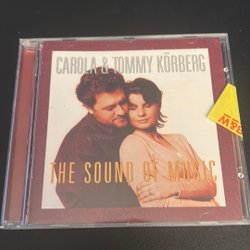 CAROLA & TOMMY KÖRBERG
THE SOUND OF MUSIC